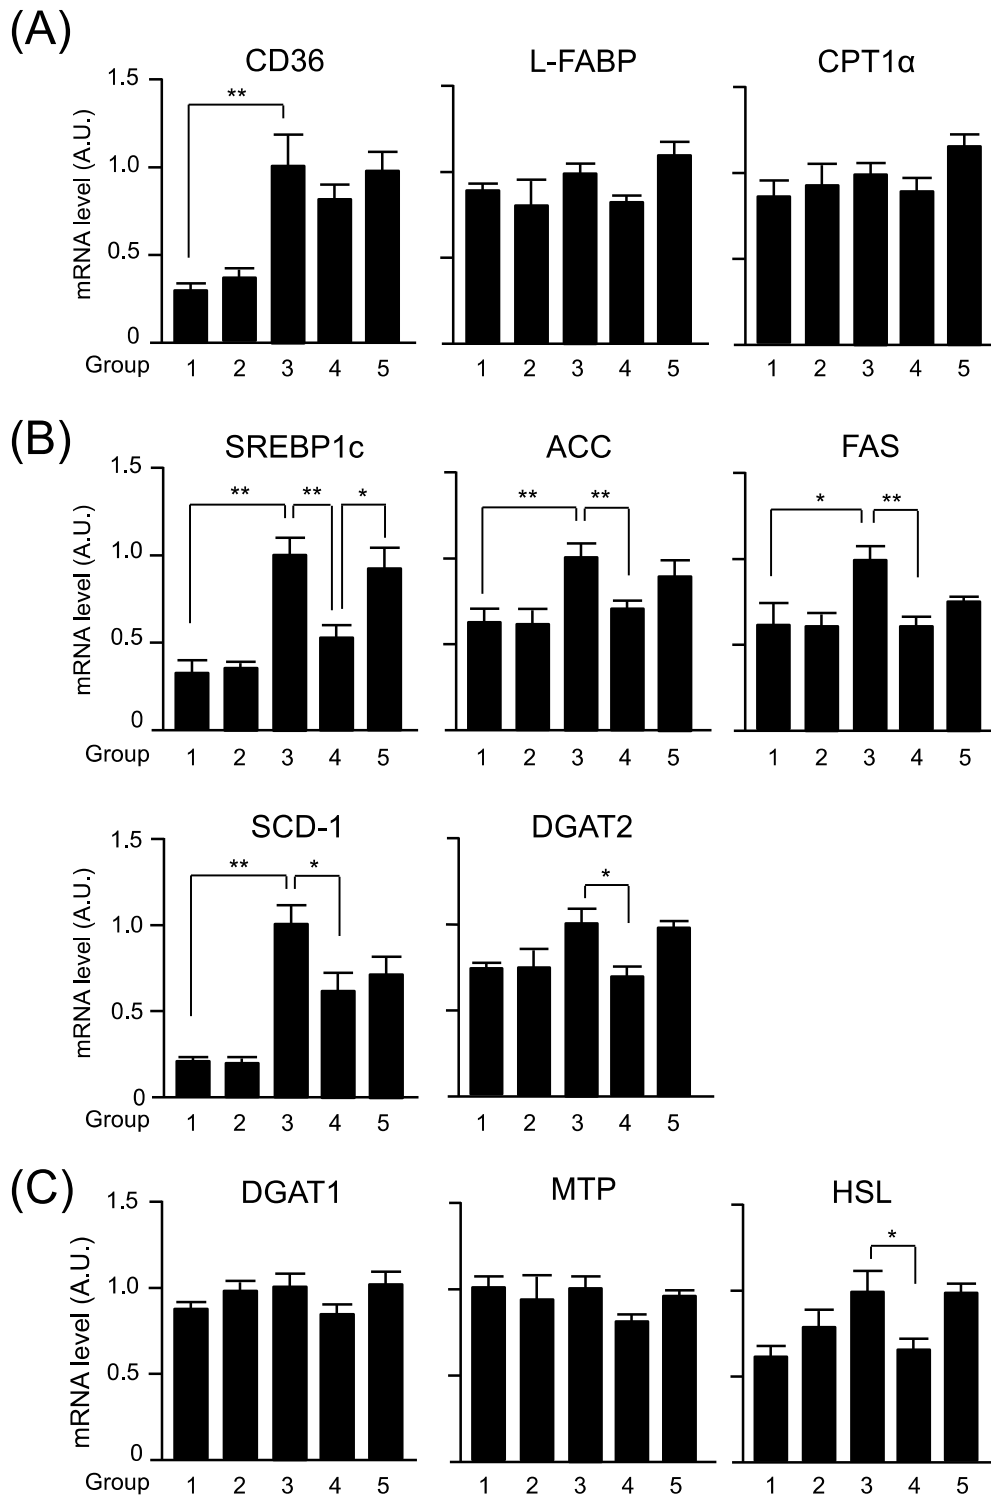 (A)
CD36 L-FABP CPT1α
1.5
**
1.0
0.5
0
mRNA level (A.U.)
Group 1 2 3 4 5 1 2 3 4 5 1 2 3 4 5
(B)
SREBP1c ACC FAS
1.5
** ** * ** ** * **
1.0
0.5
0
mRNA level (A.U.)
Group 1 2 3 4 5 1 2 3 4 5 1 2 3 4 5
SCD-1 DGAT2
1.5
** * *
1.0
0.5
0
mRNA level (A.U.)
Group 1 2 3 4 5 1 2 3 4 5
(C)
DGAT1 MTP HSL
1.5
*
1.0
0.5
0
mRNA level (A.U.)
Group 1 2 3 4 5 1 2 3 4 5 1 2 3 4 5